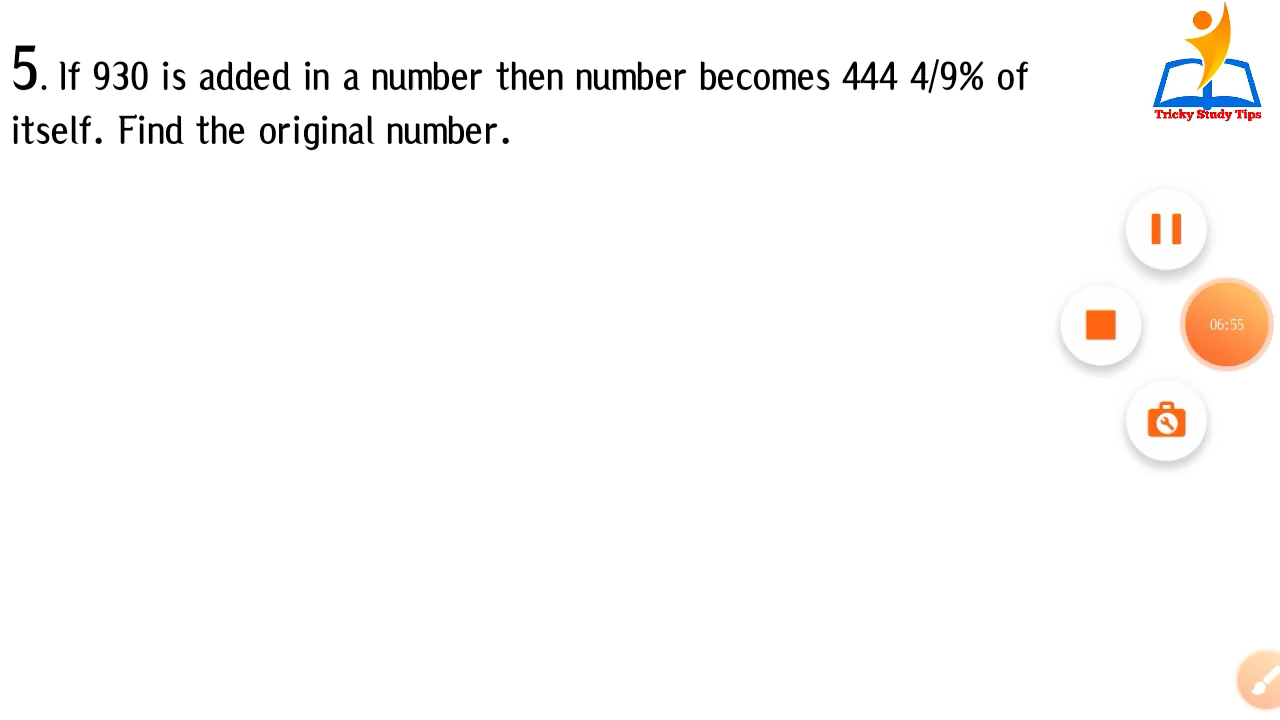 5. If 930 is added in a number then number becomes 444 4/9% of
itself. Find the original number.
Tricky Study Tips
06:55